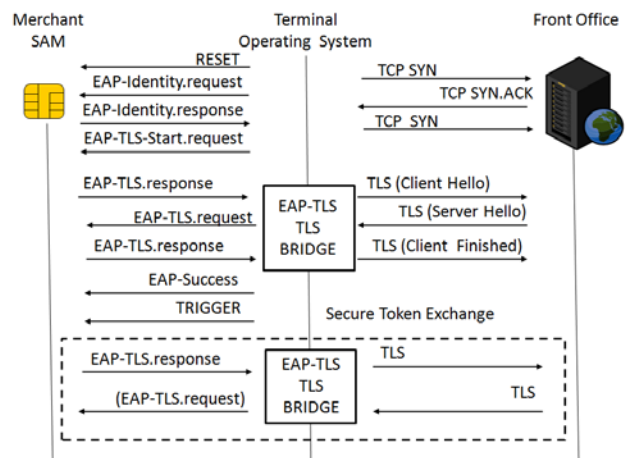 Merchant
SAM
Terminal
Operating System
Front Office
RESET
EAP-Identity.request
EAP-Identity.response
EAP-TLS-Start.request
TCP SYN
TCP SYN.ACK
TCP SYN
EAP-TLS.response
EAP-TLS.request
EAP-TLS.response
EAP-TLS
TLS
BRIDGE
TLS (Client Hello)
TLS (Server Hello)
TLS (Client Finished)
EAP-Success
TRIGGER
Secure Token Exchange
EAP-TLS.response
(EAP-TLS.request)
EAP-TLS
TLS
BRIDGE
TLS
TLS